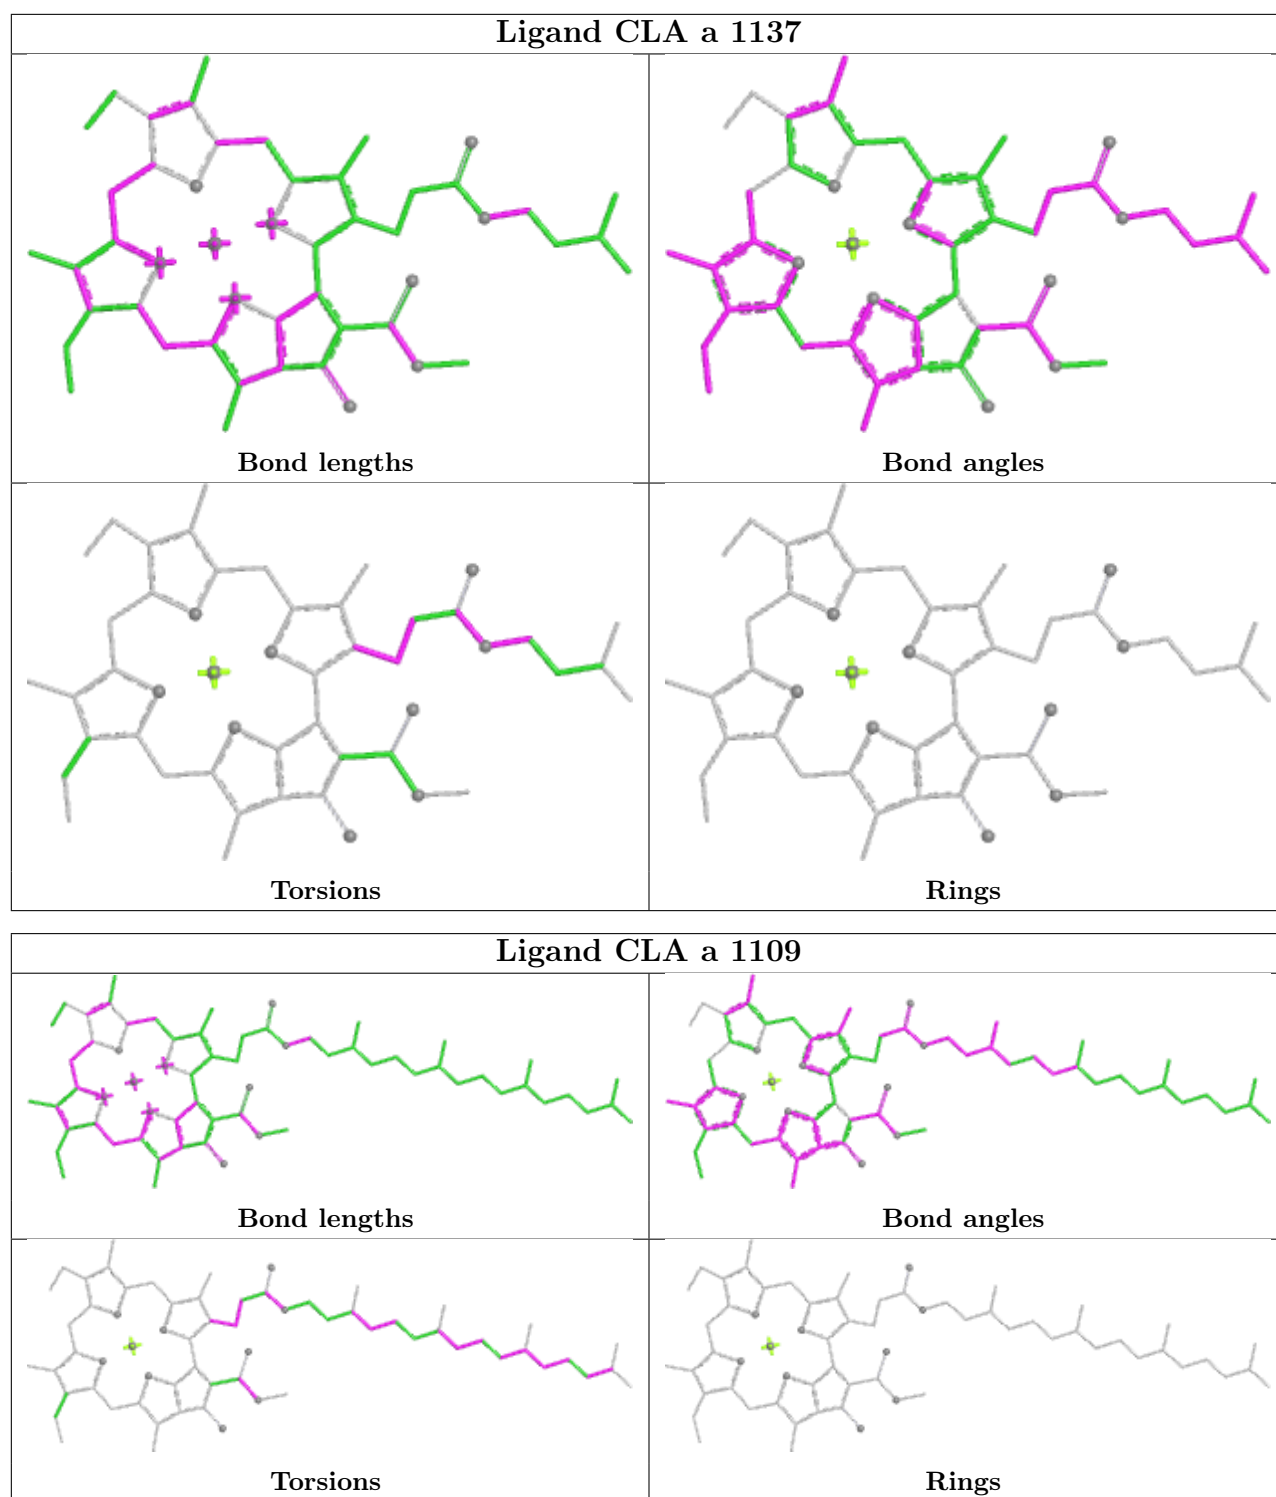 Ligand CLA a 1137
Bond lengths
Bond angles
Torsions
Rings
Ligand CLA a 1109
Bond lengths
Bond angles
Torsions
Rings